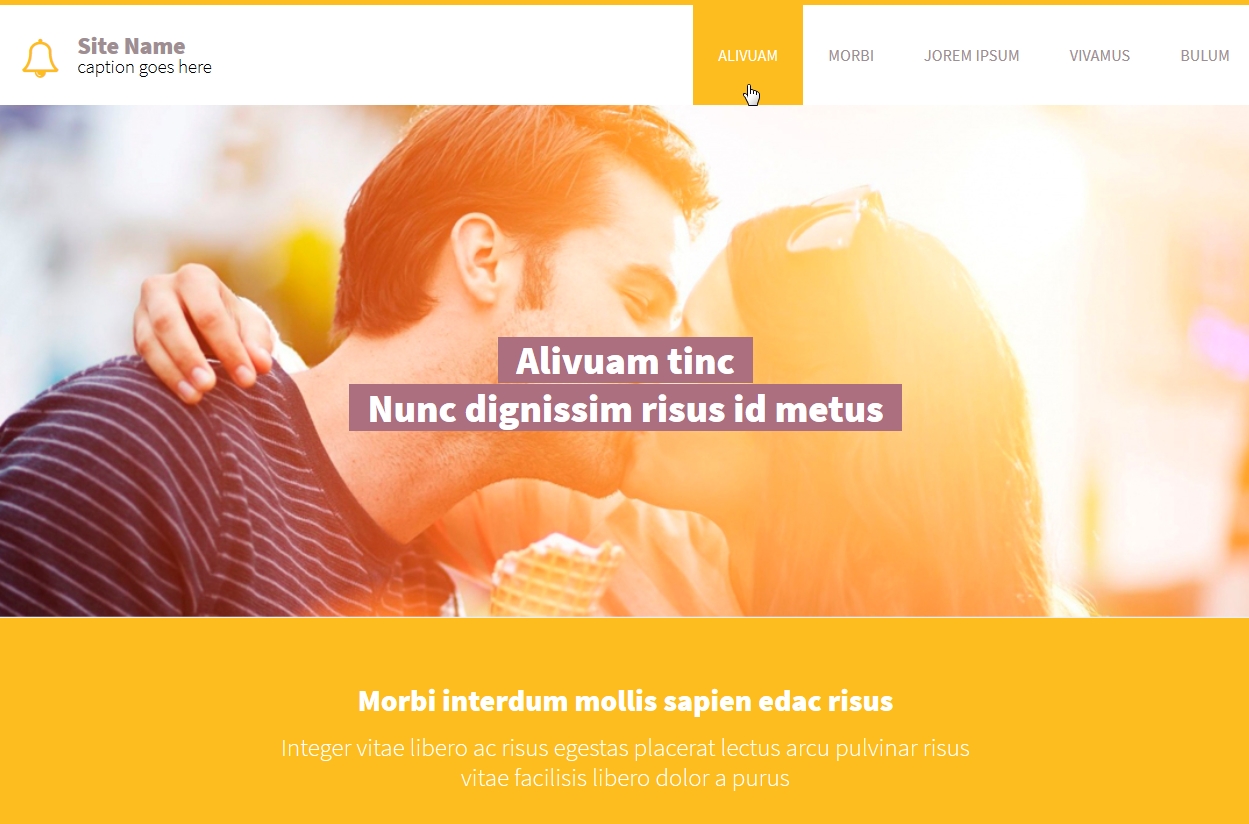 Site Name
caption goes here
ALIVUAM MORBI JOREM IPSUM VIVAMUS BULUM
Alivuam tinc
Nunc dignissim risus id metus
Morbi interdum mollis sapien edac risus
Integer vitae libero ac risus egestas placerat lectus arcu pulvinar risus
vitae facilisis libero dolor a purus